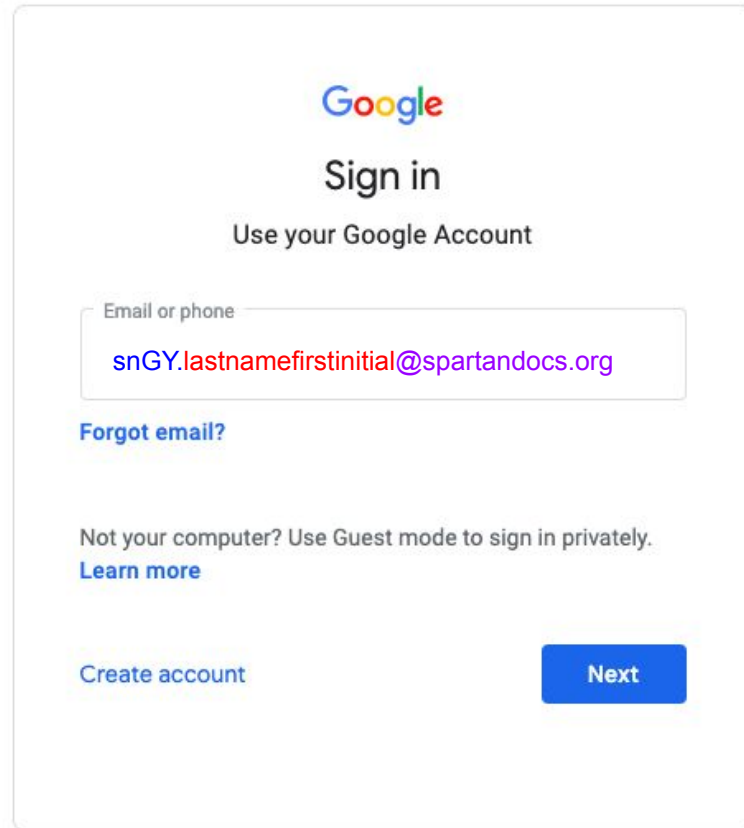 Google
Sign in
Use your Google Account
Email or phone
snGY.lastnamefirstinitial@spartandocs.org
Forgot email?
Not your computer? Use Guest mode to sign in privately.
Learn more
Create account
Next